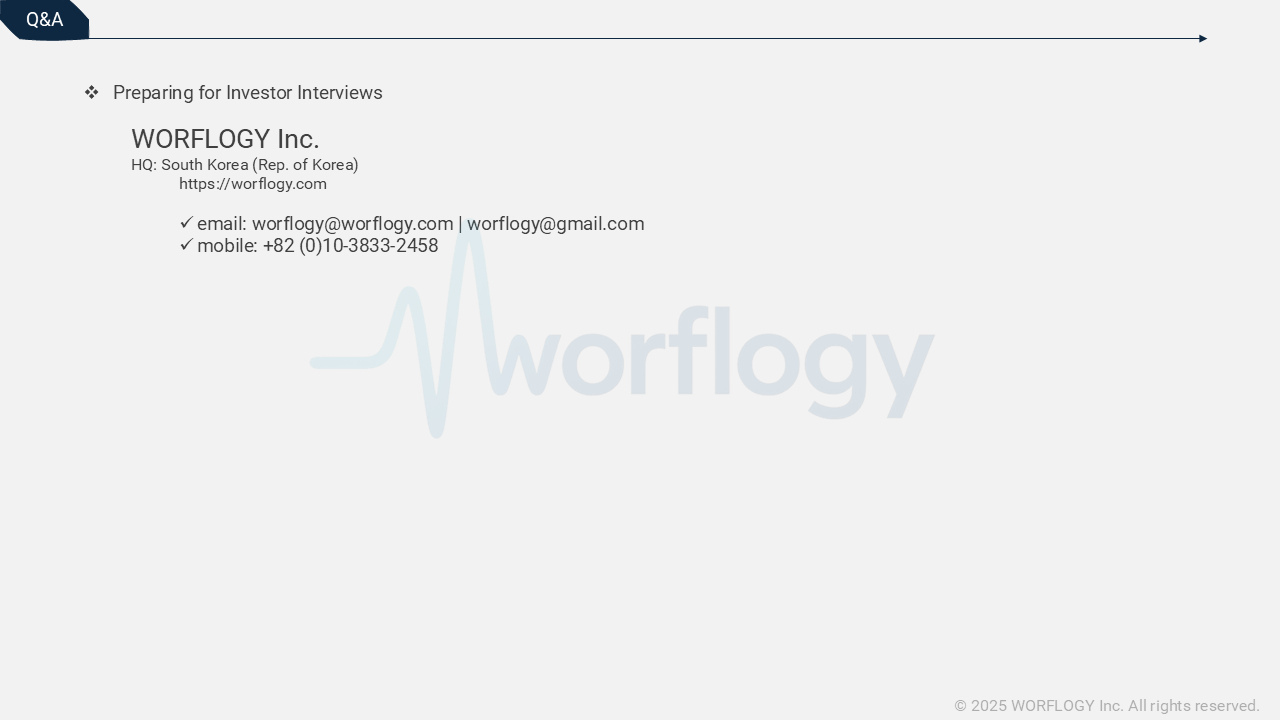 Q&A
❖ Preparing for Investor Interviews
WORFLOGY Inc.
HQ: South Korea (Rep. of Korea)
https://worflogy.com
✓ email: worflogy@worflogy.com | worflogy@gmail.com
✓ mobile: +82 (0)10-3833-2458
worflogy
© 2025 WORFLOGY Inc. All rights reserved.